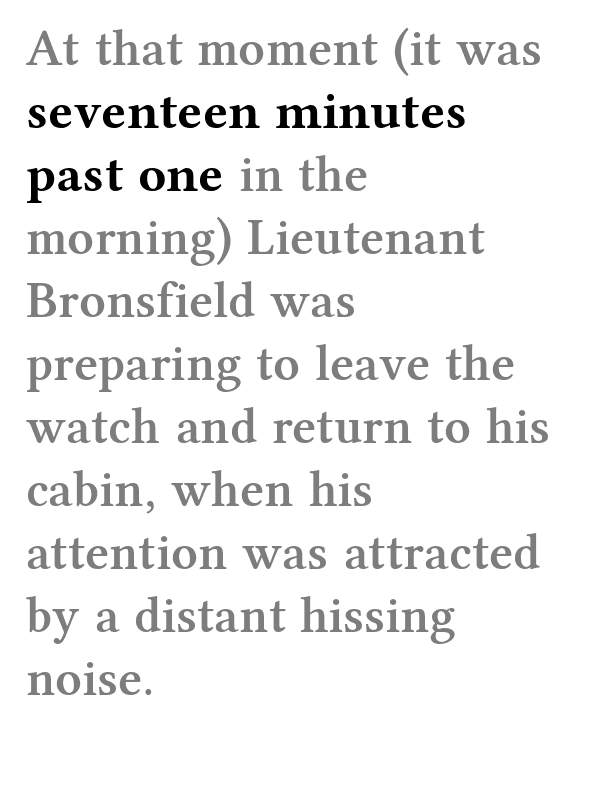 At that moment (it was
seventeen minutes
past one in the
morning) Lieutenant
Bronsfield was
preparing to leave the
watch and return to his
cabin, when his
attention was attracted
by a distant hissing
noise.